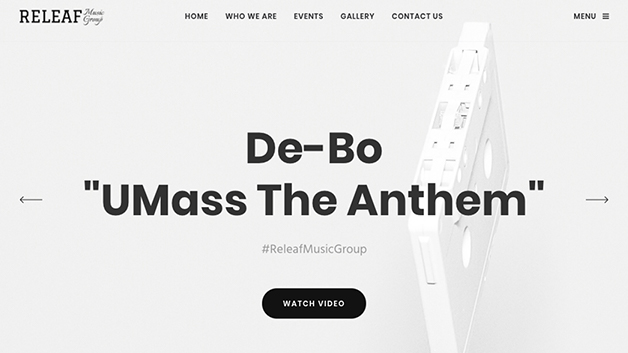 RELEAF Music Group
HOME WHO WE ARE EVENTS GALLERY CONTACT US
MENU
De-Bo
"UMass The Anthem"
#ReleafMusicGroup
WATCH VIDEO